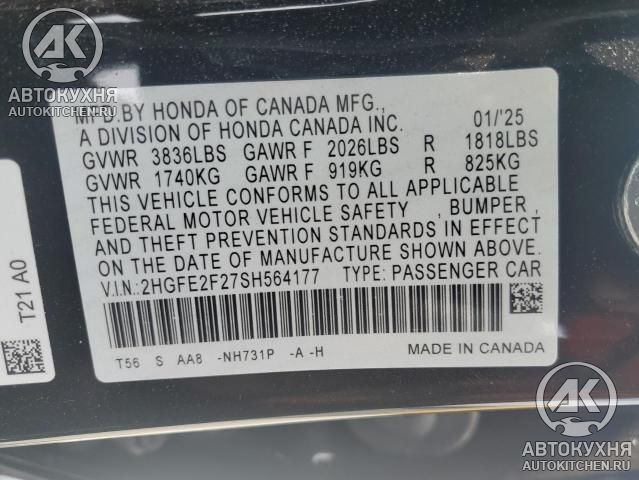 AK
АВТОКУХНЯ
AUTOKITCHEN.RU
MFD. BY HONDA OF CANADA MFG.,
A DIVISION OF HONDA CANADA INC. 01/'25
GVWR 3836LBS GAWR F 2026LBS R 1818LBS
GVWR 1740KG GAWR F 919KG R 825KG
THIS VEHICLE CONFORMS TO ALL APPLICABLE
FEDERAL MOTOR VEHICLE SAFETY , BUMPER ,
AND THEFT PREVENTION STANDARDS IN EFFECT
ON THE DATE OF MANUFACTURE SHOWN ABOVE.
V.I.N.:2HGFE2F27SH564177 TYPE: PASSENGER CAR
T56 S AA8 -NH731P -A -H MADE IN CANADA
T21 A0
AK
АВТОКУХНЯ
AUTOKITCHEN.RU